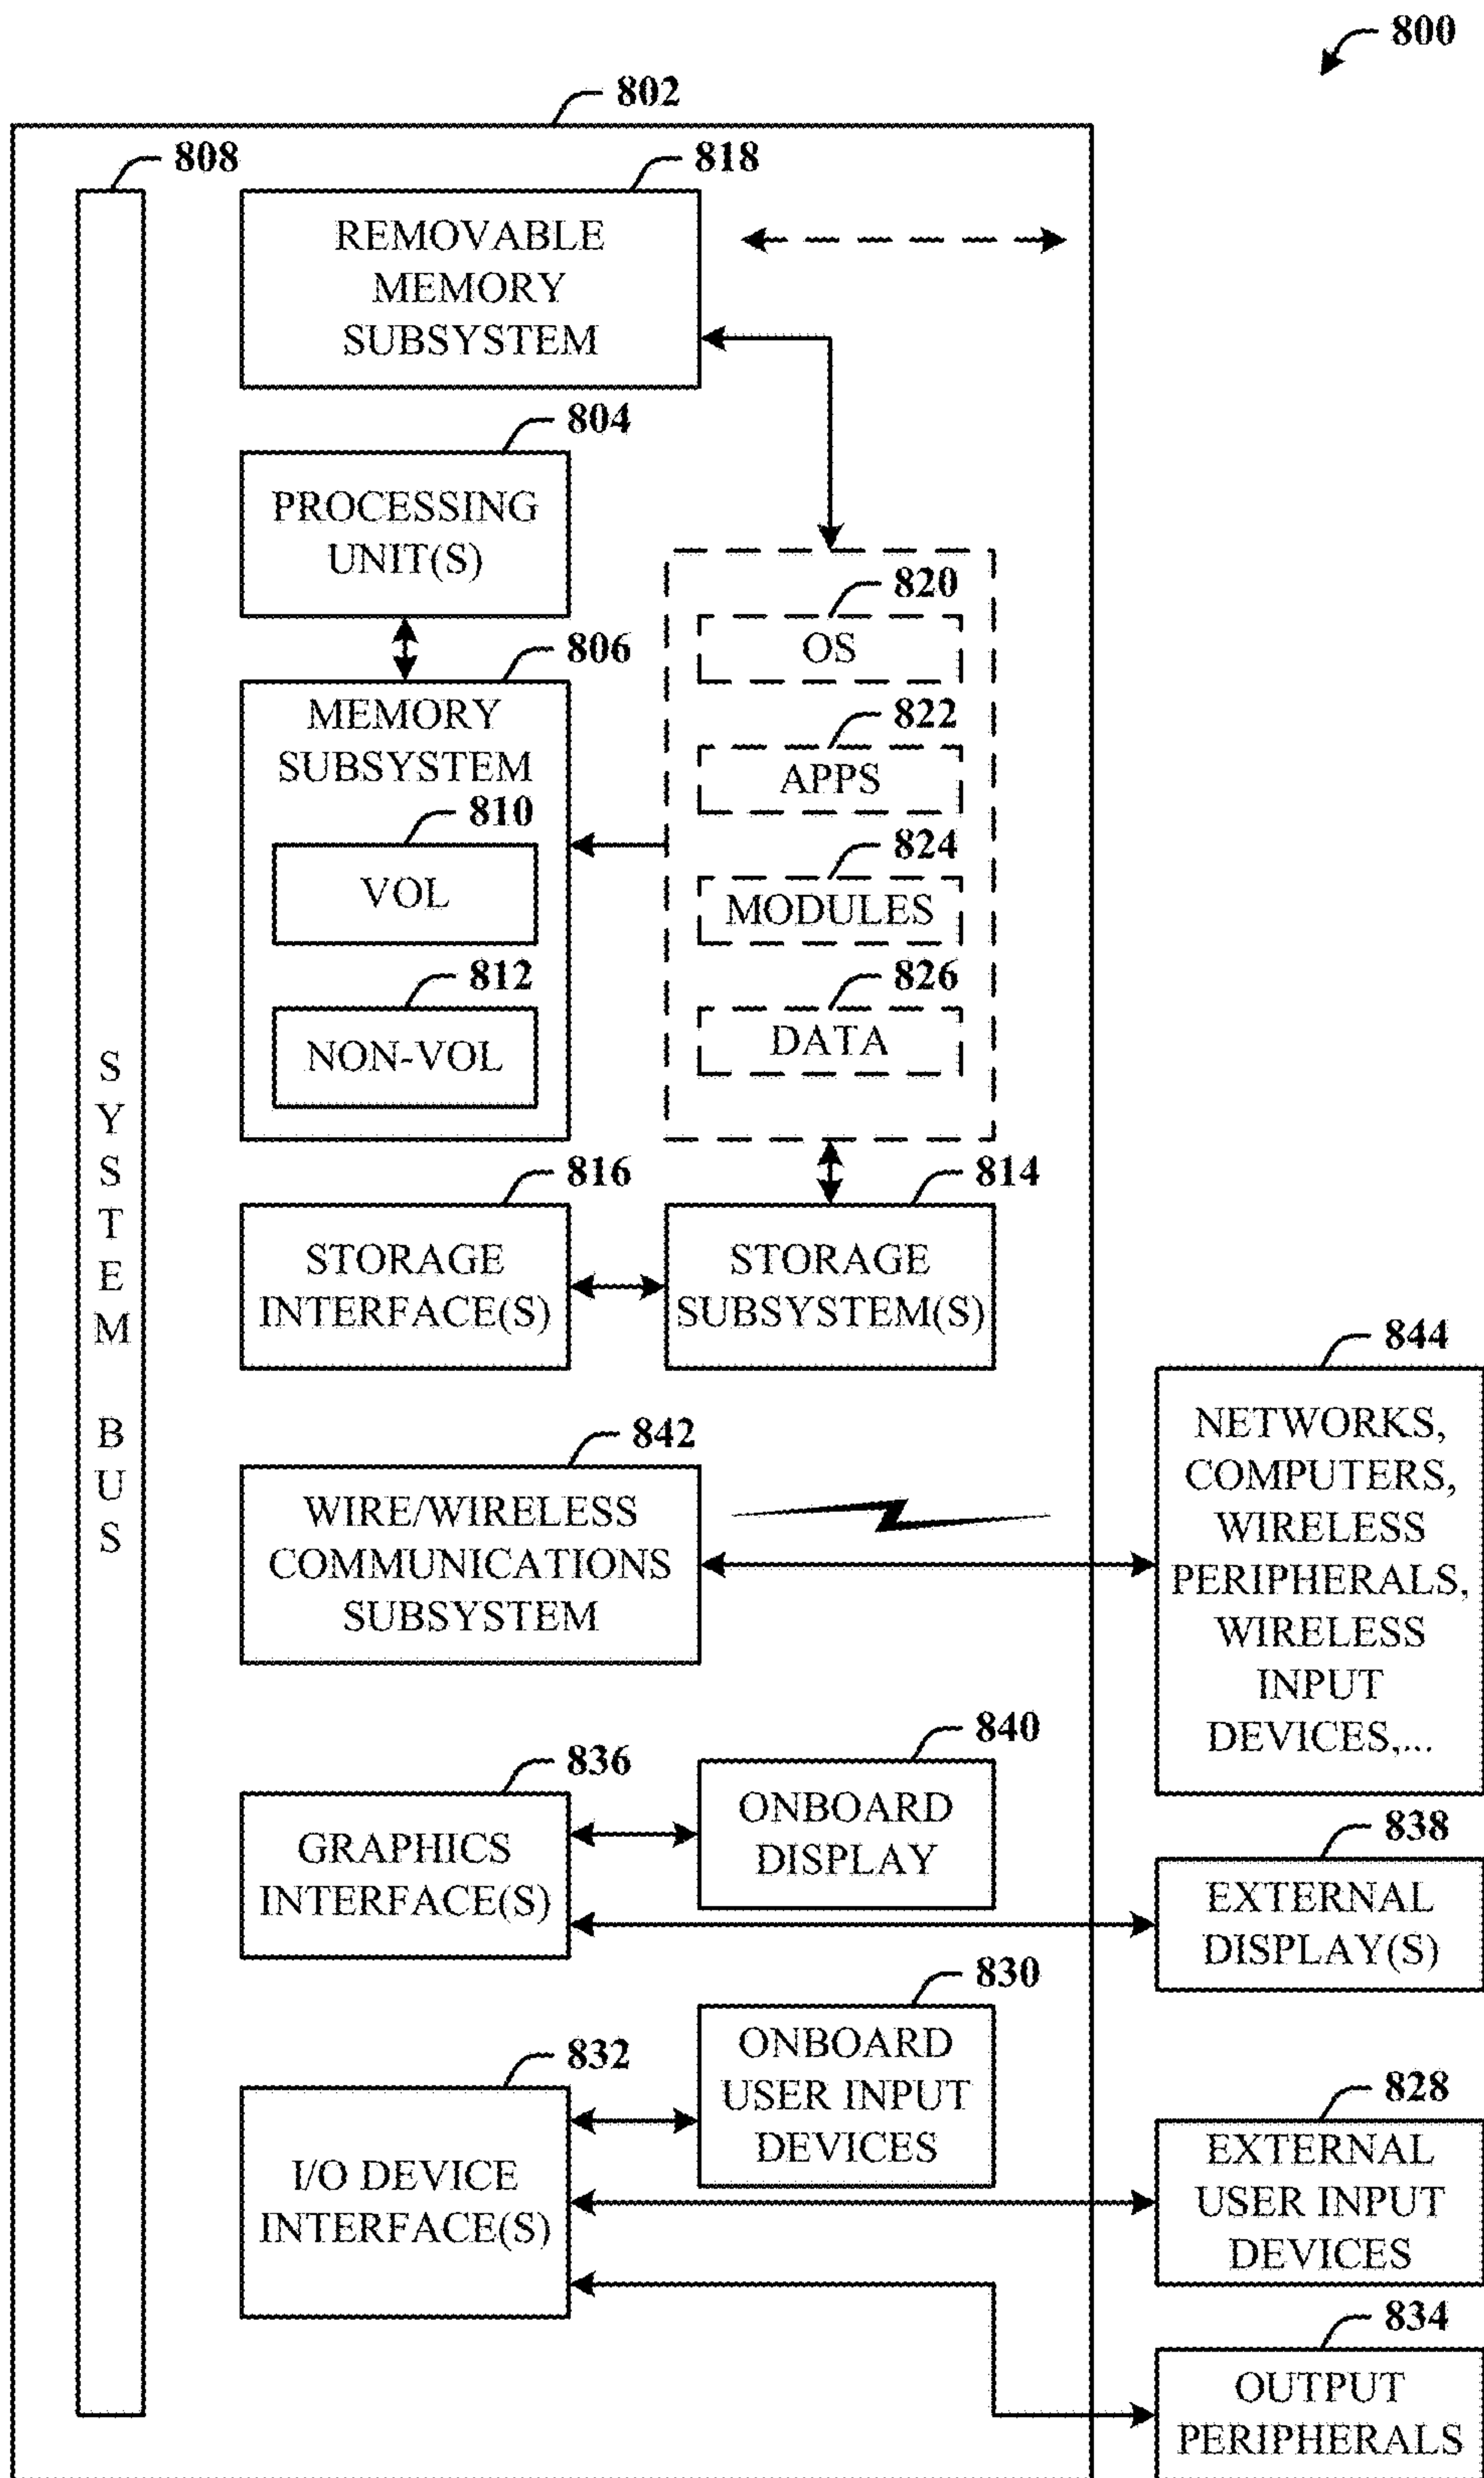 800
802
808
818
REMOVABLE
MEMORY
SUBSYSTEM
804
PROCESSING
UNIT(S)
820
OS
806
MEMORY
SUBSYSTEM
822
APPS
810
VOL
824
MODULES
812
NON-VOL
826
DATA
SYSTEM BUS
816
STORAGE
INTERFACE(S)
814
STORAGE
SUBSYSTEM(S)
844
NETWORKS,
COMPUTERS,
WIRELESS
PERIPHERALS,
WIRELESS
INPUT
DEVICES,...
842
WIRE/WIRELESS
COMMUNICATIONS
SUBSYSTEM
840
ONBOARD
DISPLAY
836
GRAPHICS
INTERFACE(S)
838
EXTERNAL
DISPLAY(S)
830
ONBOARD
USER INPUT
DEVICES
832
I/O DEVICE
INTERFACE(S)
828
EXTERNAL
USER INPUT
DEVICES
834
OUTPUT
PERIPHERALS